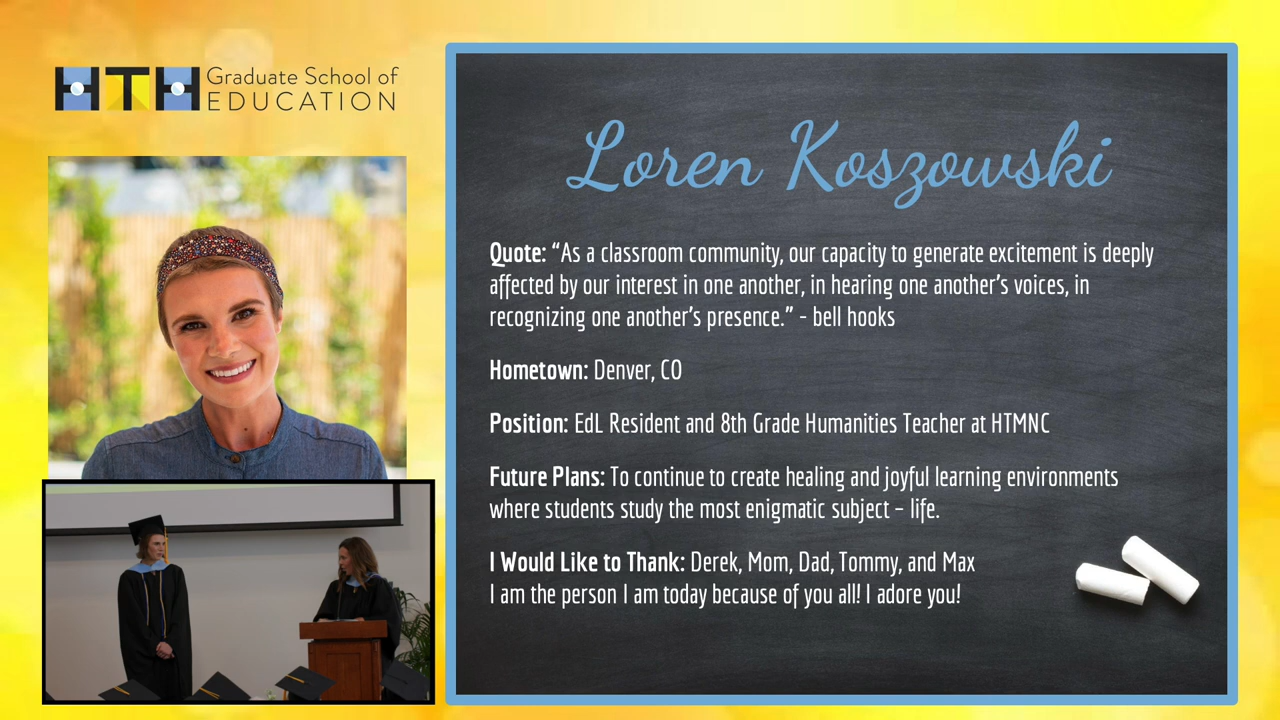 HTH Graduate School of
EDUCATION
Loren Koszowski
Quote: “As a classroom community, our capacity to generate excitement is deeply
affected by our interest in one another, in hearing one another’s voices, in
recognizing one another’s presence.” - bell hooks
Hometown: Denver, CO
Position: EdL Resident and 8th Grade Humanities Teacher at HTMNC
Future Plans: To continue to create healing and joyful learning environments
where students study the most enigmatic subject – life.
I Would Like to Thank: Derek, Mom, Dad, Tommy, and Max
I am the person I am today because of you all! I adore you!